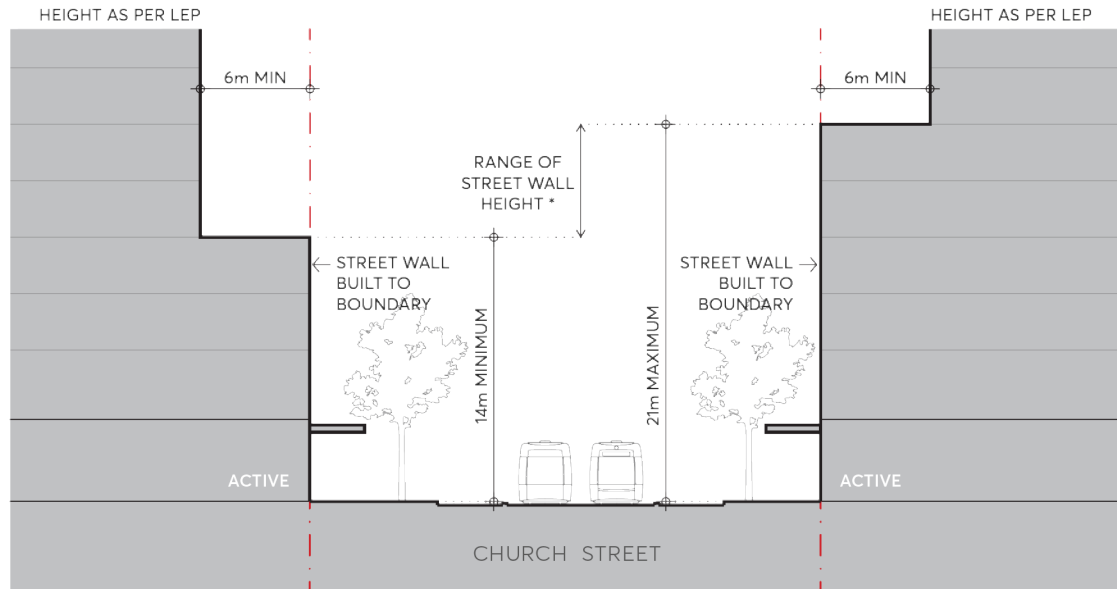 HEIGHT AS PER LEP
HEIGHT AS PER LEP
6m MIN
6m MIN
RANGE OF
STREET WALL
HEIGHT *
STREET WALL
BUILT TO
BOUNDARY
STREET WALL
BUILT TO
BOUNDARY
14m MINIMUM
21m MAXIMUM
ACTIVE
ACTIVE
CHURCH STREET